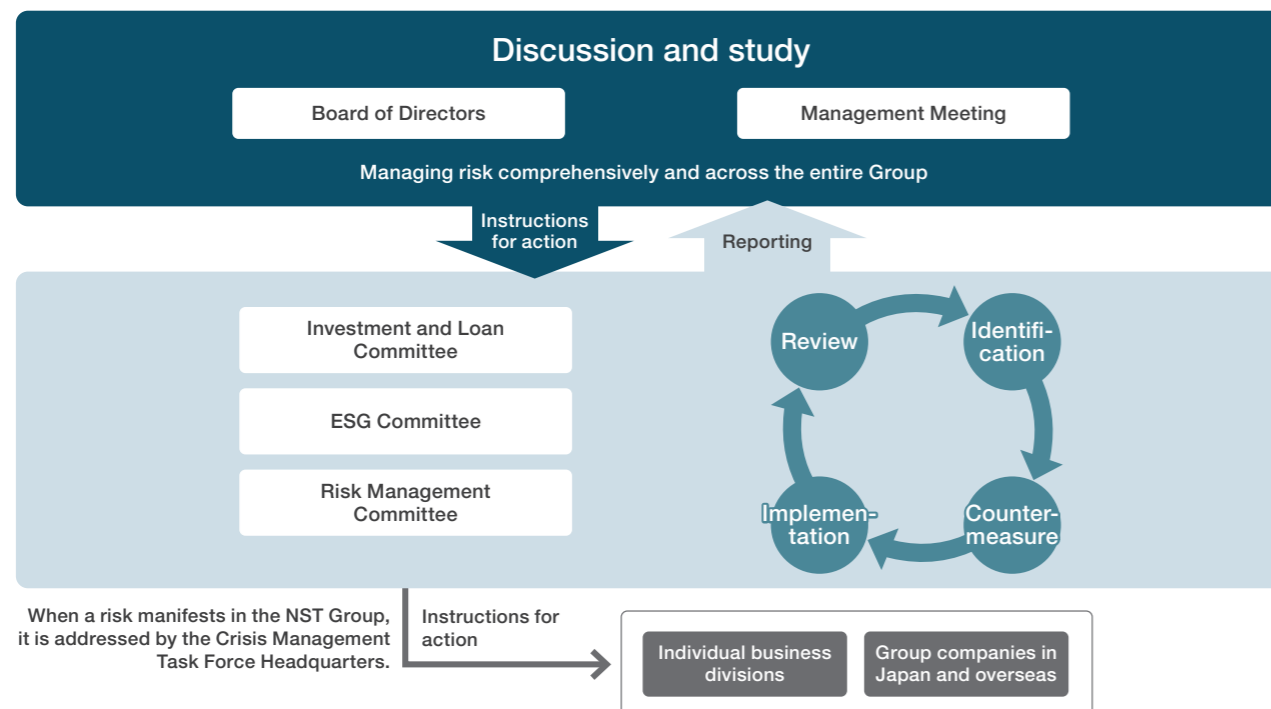 Discussion and study
Board of Directors
Management Meeting
Managing risk comprehensively and across the entire Group
Instructions
for action
Reporting
Investment and Loan
Committee
ESG Committee
Risk Management
Committee
Review
Identifi-
cation
Counter-
measure
Implemen-
tation
When a risk manifests in the NST Group,
it is addressed by the Crisis Management
Task Force Headquarters.
Instructions for
action
Individual business
divisions
Group companies in
Japan and overseas